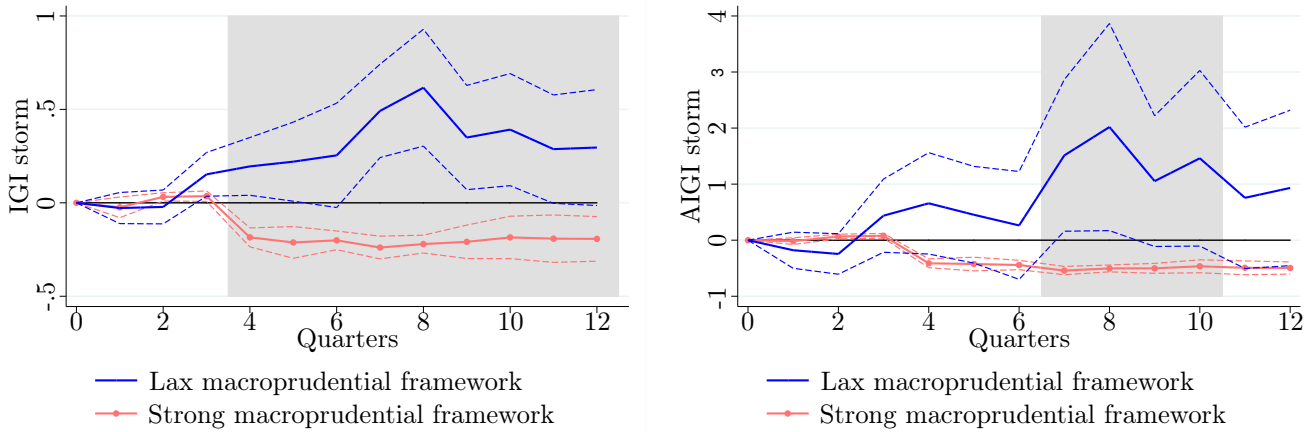 IGI storm
1
.5
0
-.5
0 2 4 6 8 10 12
Quarters
Lax macroprudential framework
Strong macroprudential framework
AIGI storm
4
3
2
1
0
-1
0 2 4 6 8 10 12
Quarters
Lax macroprudential framework
Strong macroprudential framework